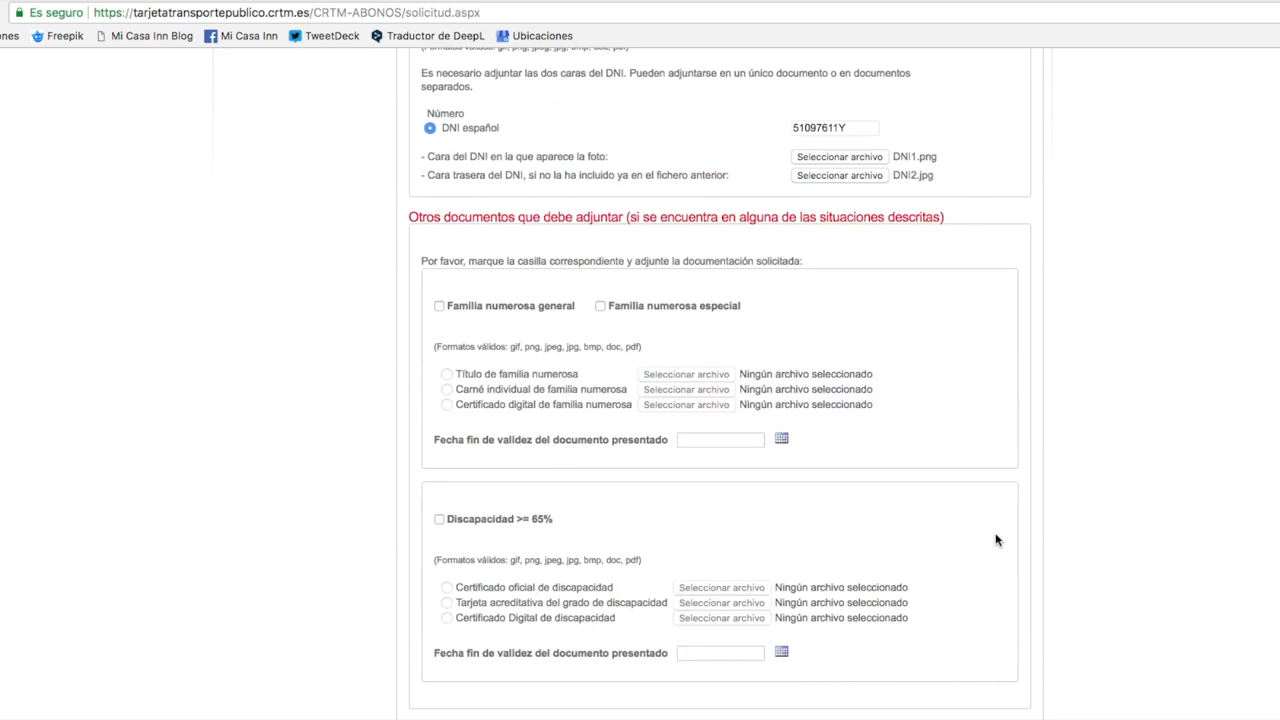 Es seguro https://tarjetatransportepublico.crtm.es/CRTM-ABONOS/solicitud.aspx
nes Freepik Mi Casa Inn Blog Mi Casa Inn TweetDeck Traductor de DeepL Ubicaciones
(Formatos válidos: gif, png, jpeg, jpg, bmp, doc, pdf)
Es necesario adjuntar las dos caras del DNI. Pueden adjuntarse en un único documento o en documentos
separados.
Número
DNI español 51097611Y
- Cara del DNI en la que aparece la foto: Seleccionar archivo DNI1.png
- Cara trasera del DNI, si no la ha incluido ya en el fichero anterior: Seleccionar archivo DNI2.jpg
Otros documentos que debe adjuntar (si se encuentra en alguna de las situaciones descritas)
Por favor, marque la casilla correspondiente y adjunte la documentación solicitada:
Familia numerosa general Familia numerosa especial
(Formatos válidos: gif, png, jpeg, jpg, bmp, doc, pdf)
Título de familia numerosa Seleccionar archivo Ningún archivo seleccionado
Carné individual de familia numerosa Seleccionar archivo Ningún archivo seleccionado
Certificado digital de familia numerosa Seleccionar archivo Ningún archivo seleccionado
Fecha fin de validez del documento presentado
Discapacidad >= 65%
(Formatos válidos: gif, png, jpeg, jpg, bmp, doc, pdf)
Certificado oficial de discapacidad Seleccionar archivo Ningún archivo seleccionado
Tarjeta acreditativa del grado de discapacidad Seleccionar archivo Ningún archivo seleccionado
Certificado Digital de discapacidad Seleccionar archivo Ningún archivo seleccionado
Fecha fin de validez del documento presentado